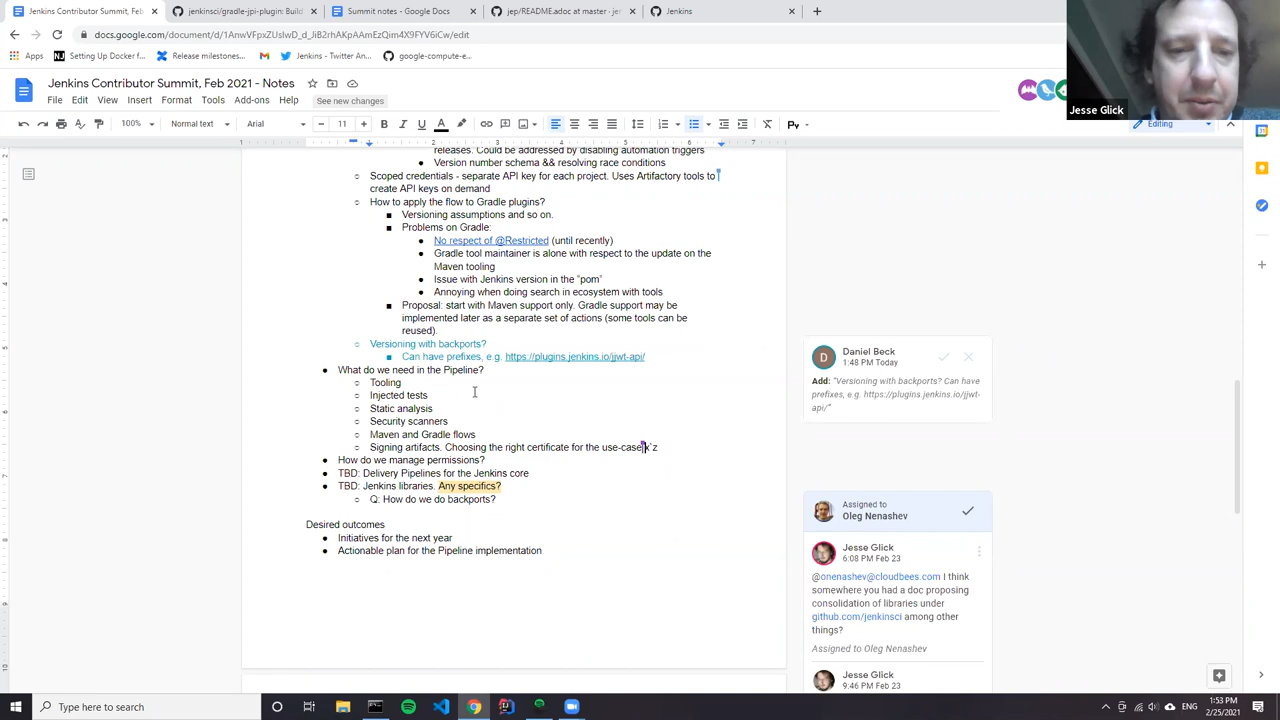 Jenkins Contributor Summit, Feb
jenkinsci/gradle-jpi-plugin: Build
Summit notes - Google Docs
jep/README.adoc at master · jen
Jenkins
Apps
Setting Up Docker f...
Release milestones...
Jenkins - Twitter An...
google-compute-e...
Jesse Glick
Jenkins Contributor Summit, Feb 2021 - Notes
File Edit View Insert Format Tools Add-ons Help See new changes
100% Normal text Arial 11 Editing
releases. Could be addressed by disabling automation triggers
● Version number schema && resolving race conditions
○ Scoped credentials - separate API key for each project. Uses Artifactory tools to
create API keys on demand
○ How to apply the flow to Gradle plugins?
■ Versioning assumptions and so on.
■ Problems on Gradle:
● No respect of @Restricted (until recently)
● Gradle tool maintainer is alone with respect to the update on the
Maven tooling
● Issue with Jenkins version in the "pom"
● Annoying when doing search in ecosystem with tools
■ Proposal: start with Maven support only. Gradle support may be
implemented later as a separate set of actions (some tools can be
reused).
○ Versioning with backports?
■ Can have prefixes, e.g. https://plugins.jenkins.io/jjwt-api/
● What do we need in the Pipeline?
○ Tooling
○ Injected tests
○ Static analysis
○ Security scanners
○ Maven and Gradle flows
○ Signing artifacts. Choosing the right certificate for the use-case
● How do we manage permissions?
● TBD: Delivery Pipelines for the Jenkins core
● TBD: Jenkins libraries. Any specifics?
○ Q: How do we do backports?
Desired outcomes
● Initiatives for the next year
● Actionable plan for the Pipeline implementation
D
Daniel Beck
1:48 PM Today
Add: "Versioning with backports? Can have
prefixes, e.g. https://plugins.jenkins.io/jjwt-
api/"
Assigned to
Oleg Nenashev
Jesse Glick
6:08 PM Feb 23
@onenashev@cloudbees.com I think
somewhere you had a doc proposing
consolidation of libraries under
github.com/jenkinsci among other
things?
Assigned to Oleg Nenashev
Jesse Glick
9:46 PM Feb 23
Type here to search
ENG
1:53 PM
2/25/2021